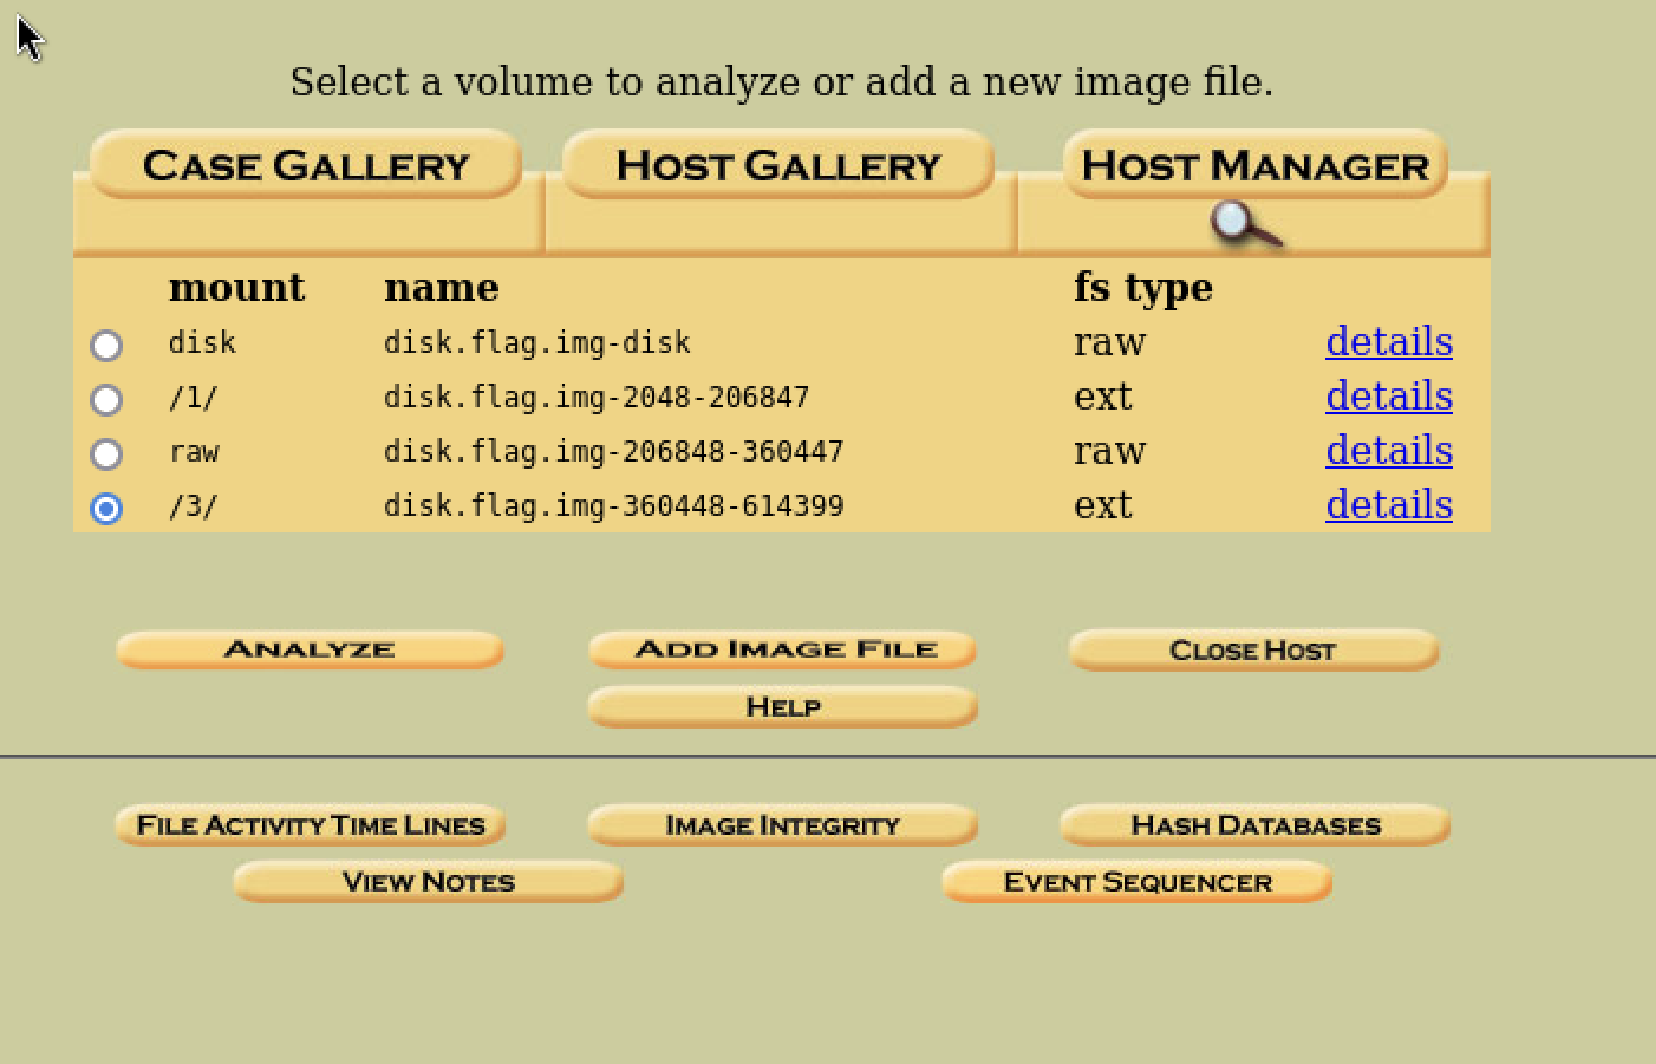 Select a volume to analyze or add a new image file.
CASE GALLERY HOST GALLERY HOST MANAGER
mount name fs type
disk disk.flag.img-disk raw details
/1/ disk.flag.img-2048-206847 ext details
raw disk.flag.img-206848-360447 raw details
/3/ disk.flag.img-360448-614399 ext details
ANALYZE ADD IMAGE FILE CLOSE HOST
HELP
FILE ACTIVITY TIME LINES IMAGE INTEGRITY HASH DATABASES
VIEW NOTES EVENT SEQUENCER